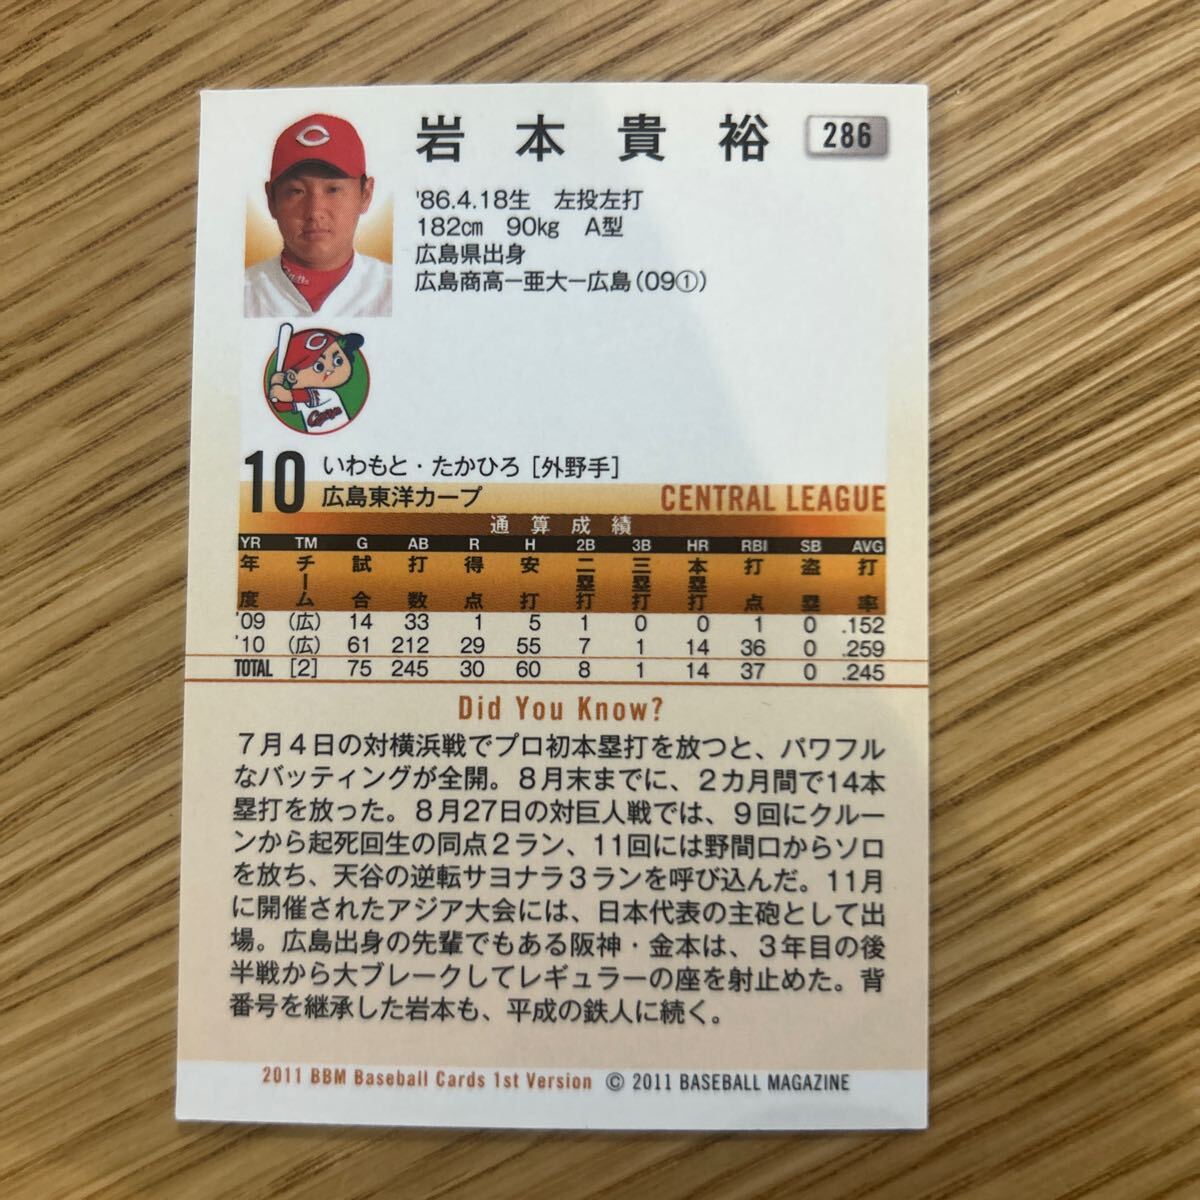 岩本貴裕
286
'86.4.18生 左投左打
182cm 90kg A型
広島県出身
広島商高ー亜大ー広島(09①)
10 いわもと・たかひろ [外野手]
広島東洋カープ
CENTRAL LEAGUE
通算成績
YR TM G AB R H 2B 3B HR RBI SB AVG
年度 チーム 試合 打数 得点 安打 二塁打 三塁打 本塁打 打点 盗塁 打率
'09 (広) 14 33 1 5 1 0 0 1 0 .152
'10 (広) 61 212 29 55 7 1 14 36 0 .259
TOTAL [2] 75 245 30 60 8 1 14 37 0 .245
Did You Know?
7月4日の対横浜戦でプロ初本塁打を放つと、パワフル
なバッティングが全開。8月末までに、2カ月間で14本
塁打を放った。8月27日の対巨人戦では、9回にクルー
ンから起死回生の同点2ラン、11回には野間口からソロ
を放ち、天谷の逆転サヨナラ3ランを呼び込んだ。11月
に開催されたアジア大会には、日本代表の主砲として出
場。広島出身の先輩でもある阪神・金本は、3年目の後
半戦から大ブレークしてレギュラーの座を射止めた。背
番号を継承した岩本も、平成の鉄人に続く。
2011 BBM Baseball Cards 1st Version © 2011 BASEBALL MAGAZINE